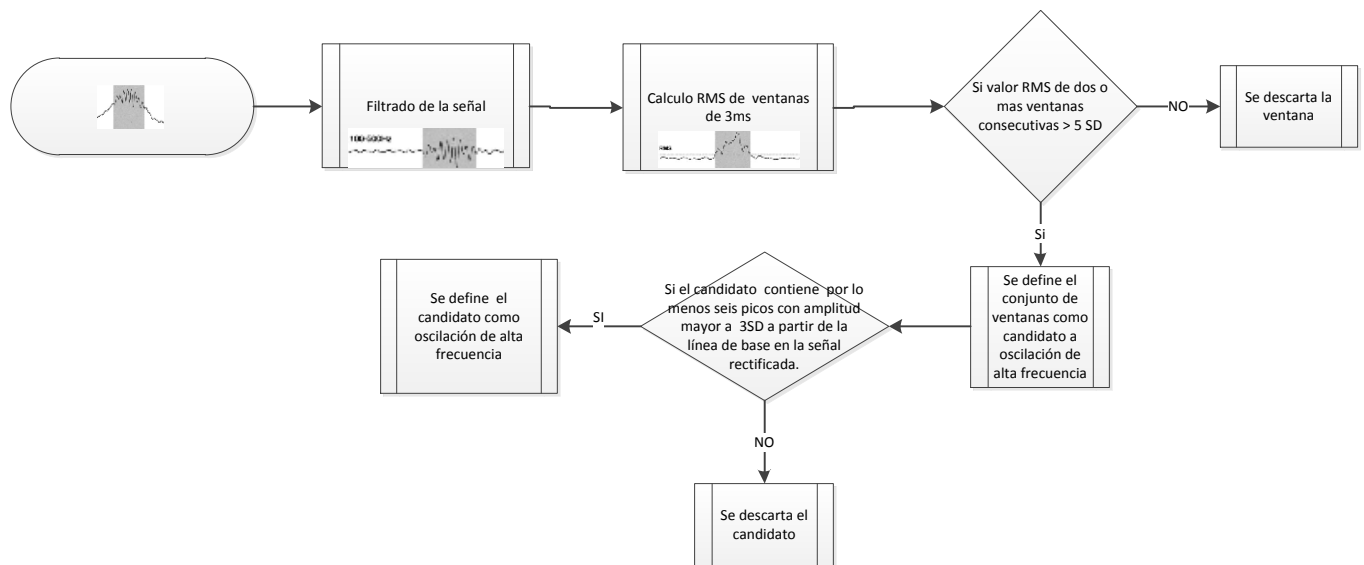 Filtrado de la señal
100-500Hz
Calculo RMS de ventanas
de 3ms
RMS
Si valor RMS de dos o
mas ventanas
consecutivas > 5 SD
NO
Se descarta la
ventana
Si
Se define el
conjunto de
ventanas como
candidato a
oscilación de
alta frecuencia
Si el candidato contiene por lo
menos seis picos con amplitud
mayor a 3SD a partir de la
línea de base en la señal
rectificada.
SI
Se define el
candidato como
oscilación de alta
frecuencia
NO
Se descarta el
candidato